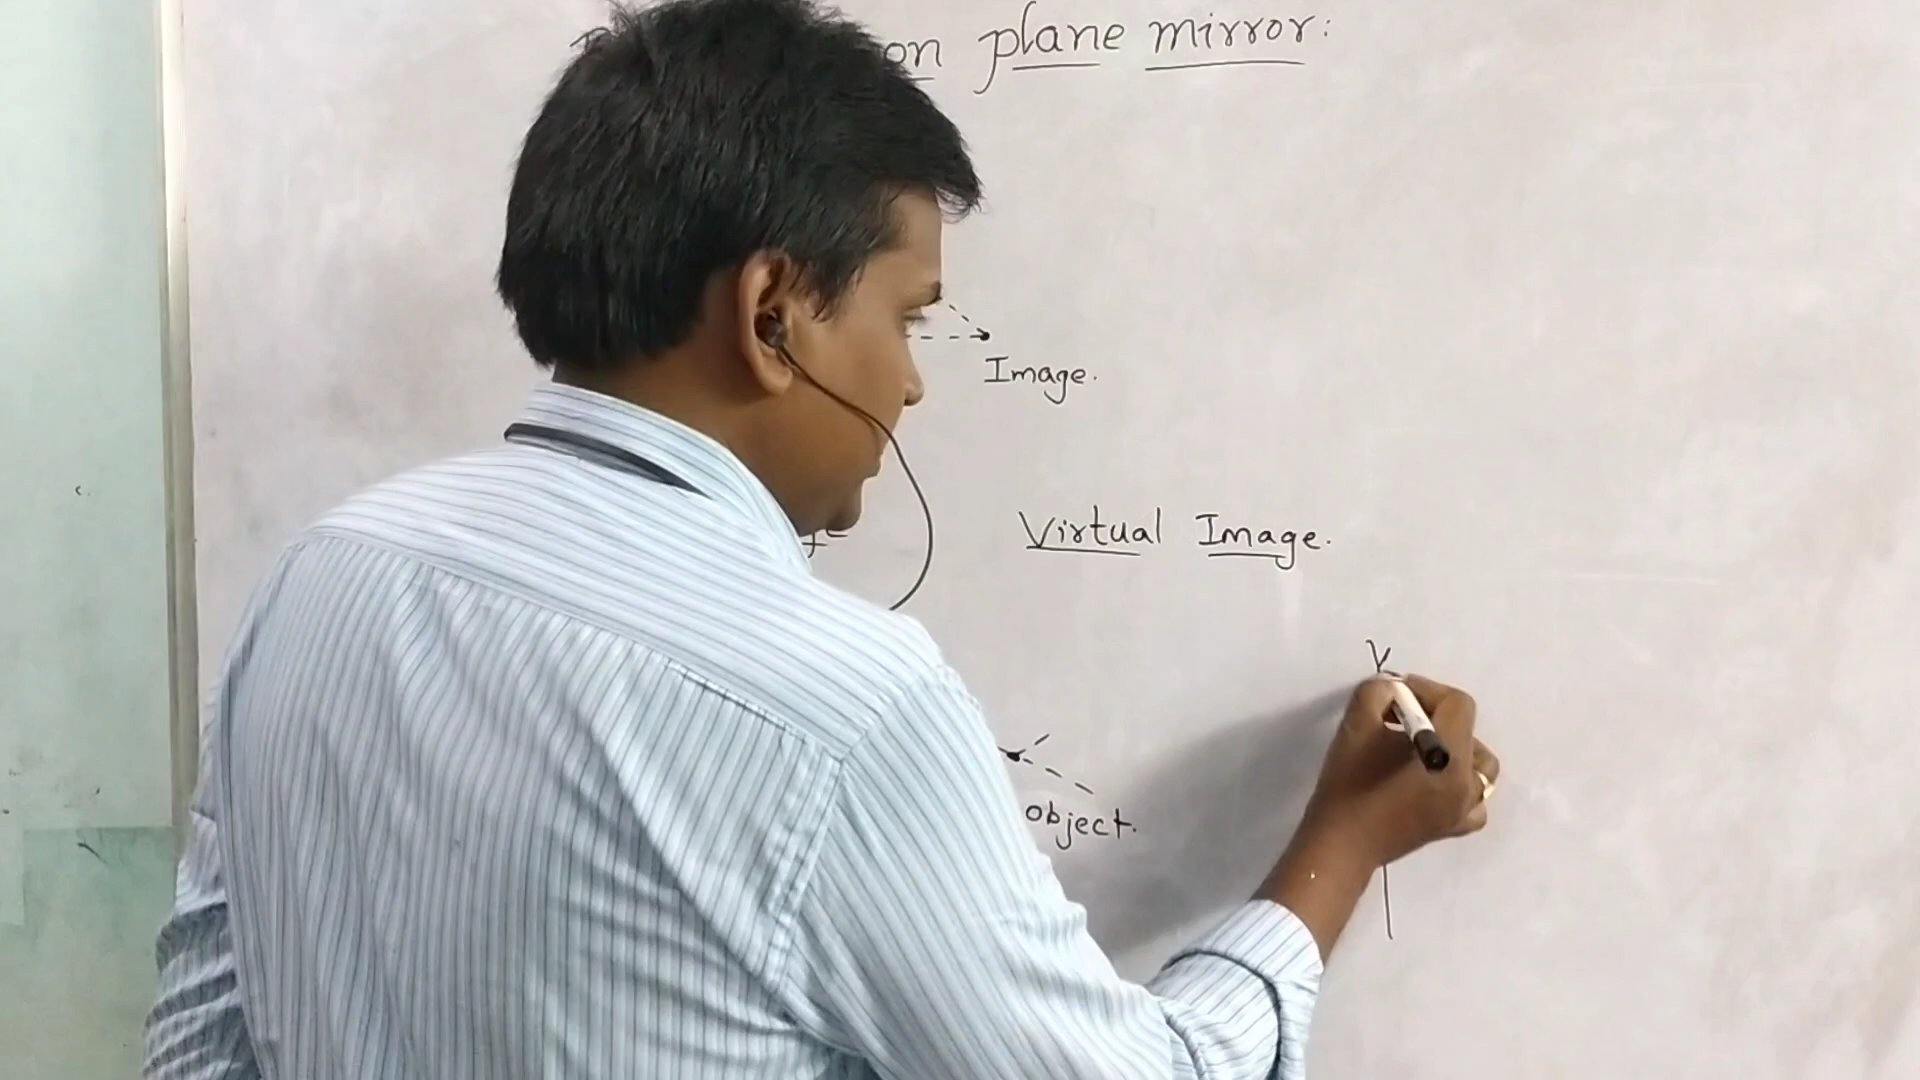 on plane mirror:
Image.
Virtual Image.
object.